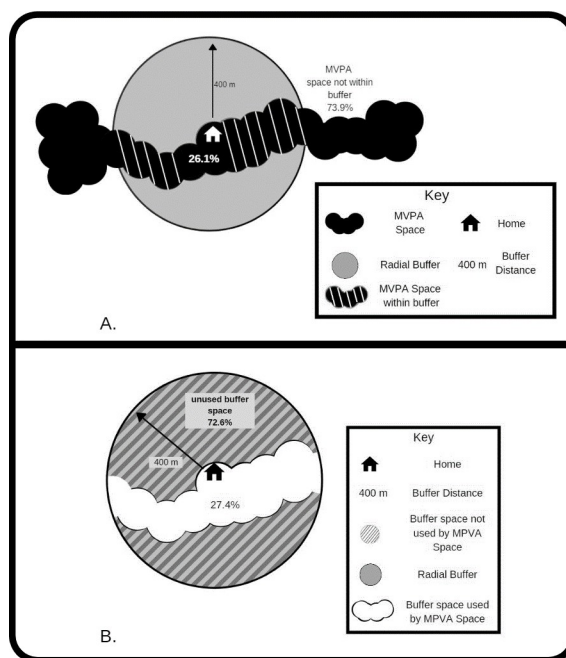 MVPA
space not within
buffer
73.9%
400 m
26.1%
Key
MVPA
Space
Home
Radial Buffer
400 m
Buffer
Distance
MVPA Space
within buffer
A.
unused buffer
space
72.6%
400 m
27.4%
Key
Home
400 m
Buffer Distance
Buffer space not
used by MPVA
Space
Radial Buffer
Buffer space used
by MPVA Space
B.